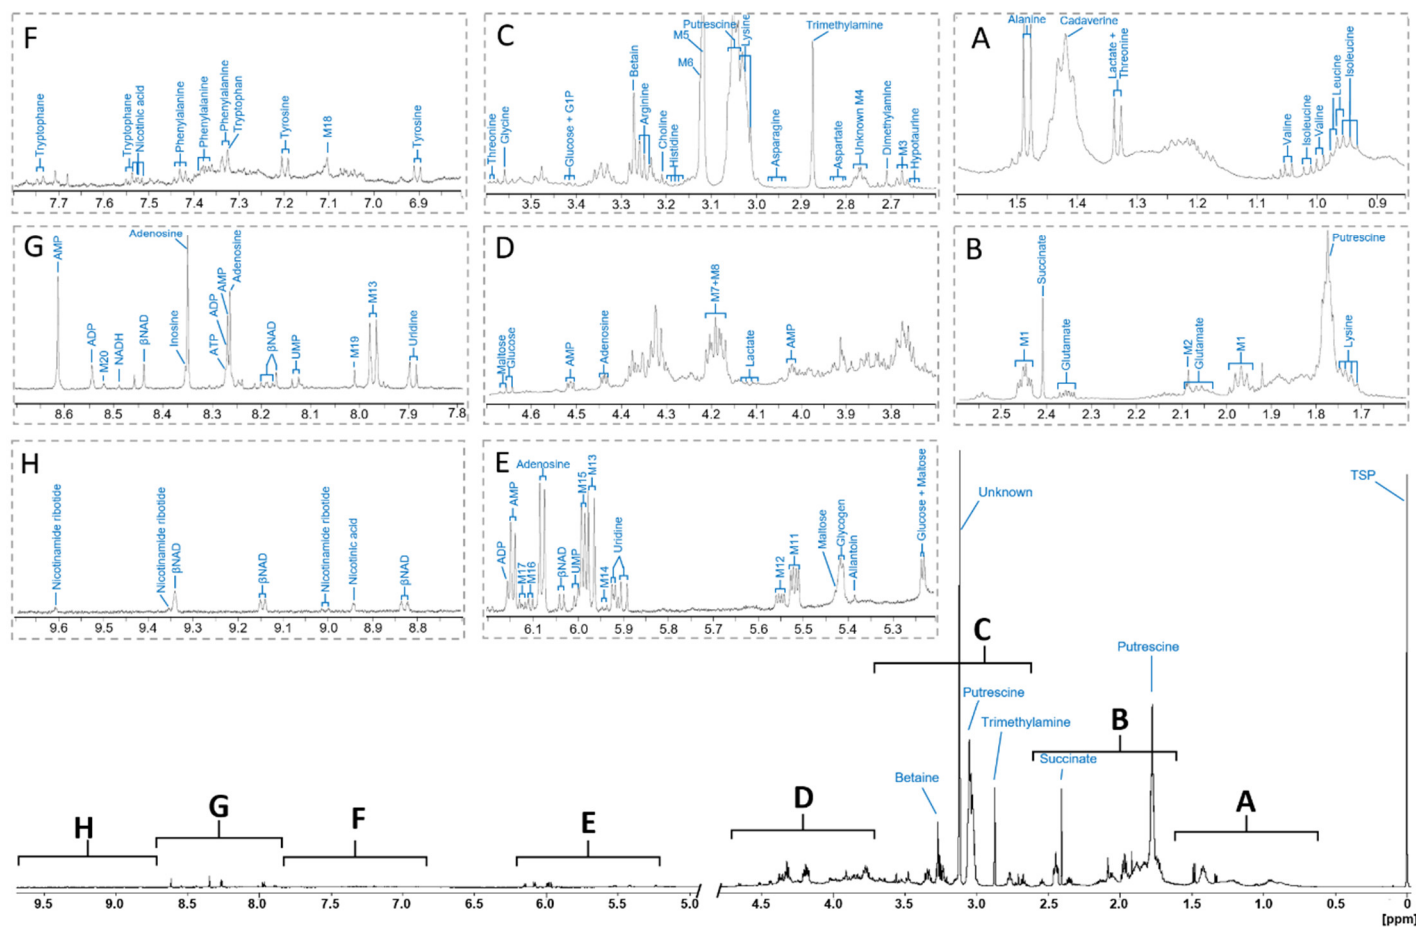 F
Tryptophane
Tryptophane
Nicotinic acid
Phenylalanine
Phenylalanine
Phenylalanine
Tryptophan
Tyrosine
M18
Tyrosine
7.7 7.6 7.5 7.4 7.3 7.2 7.1 7.0 6.9
C
Threonine
Glycine
Glucose + G1P
Betain
Arginine
Choline
Histidine
M6
M5
Putrescine
Lysine
Asparagine
Trimethylamine
Aspartate
Unknown M4
Dimethylamine
M3
Hypotaurine
3.5 3.4 3.3 3.2 3.1 3.0 2.9 2.8 2.7
A
Alanine
Cadaverine
Lactate +
Threonine
Valine
Isoleucine
Valine
Leucine
Isoleucine
1.5 1.4 1.3 1.2 1.1 1.0 0.9
G
AMP
ADP
M20
NADH
βNAD
Adenosine
Inosine
ATP
ADP
AMP
Adenosine
βNAD
UMP
M19
M13
Uridine
8.6 8.5 8.4 8.3 8.2 8.1 8.0 7.9 7.8
D
Maltose
Glucose
AMP
Adenosine
M7+M8
Lactate
AMP
4.5 4.4 4.3 4.2 4.1 4.0 3.9 3.8
B
M1
Succinate
Glutamate
M2
Glutamate
M1
Putrescine
Lysine
2.5 2.4 2.3 2.2 2.1 2.0 1.9 1.8 1.7
H
Nicotinamide ribotide
Nicotinamide ribotide
βNAD
βNAD
Nicotinamide ribotide
Nicotinic acid
βNAD
9.6 9.5 9.4 9.3 9.2 9.1 9.0 8.9 8.8
E
ADP
AMP
M17
M16
Adenosine
βNAD
UMP
M15
M13
M14
Uridine
M12
M11
Maltose
Glycogen
Allantoin
Glucose + Maltose
6.1 6.0 5.9 5.8 5.7 5.6 5.5 5.4 5.3
Unknown
TSP
C
Putrescine
Putrescine
Trimethylamine
B
Succinate
Betaine
D
A
H
G
F
E
9.5 9.0 8.5 8.0 7.5 7.0 6.5 6.0 5.5 5.0 4.5 4.0 3.5 3.0 2.5 2.0 1.5 1.0 0.5 0
[ppm]